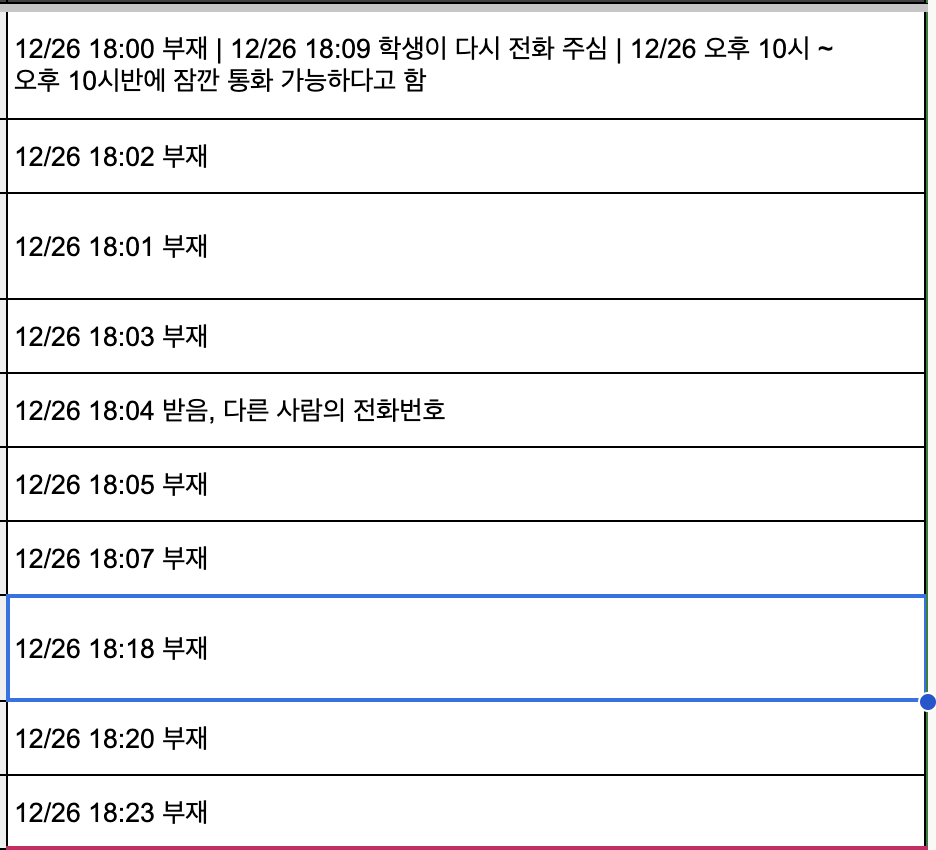 12/26 18:00 부재 | 12/26 18:09 학생이 다시 전화 주심 | 12/26 오후 10시 ~
오후 10시반에 잠깐 통화 가능하다고 함
12/26 18:02 부재
12/26 18:01 부재
12/26 18:03 부재
12/26 18:04 받음, 다른 사람의 전화번호
12/26 18:05 부재
12/26 18:07 부재
12/26 18:18 부재
12/26 18:20 부재
12/26 18:23 부재